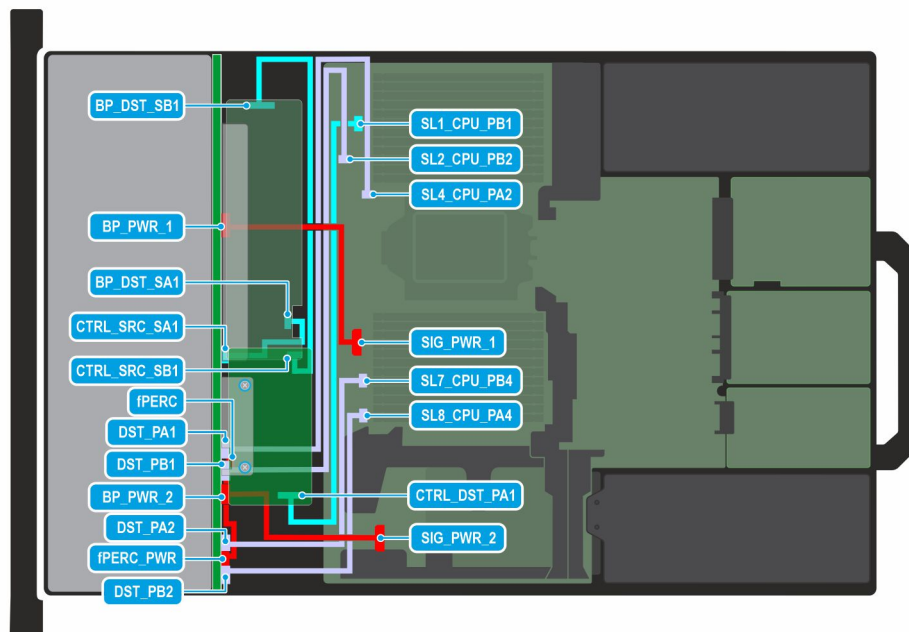 BP_DST_SB1
BP_PWR_1
BP_DST_SA1
CTRL_SRC_SA1
CTRL_SRC_SB1
fPERC
DST_PA1
DST_PB1
BP_PWR_2
DST_PA2
fPERC_PWR
DST_PB2
SL1_CPU_PB1
SL2_CPU_PB2
SL4_CPU_PA2
SIG_PWR_1
SL7_CPU_PB4
SL8_CPU_PA4
CTRL_DST_PA1
SIG_PWR_2